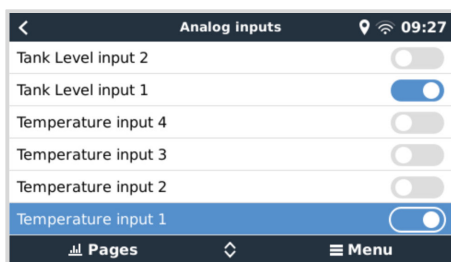 Analog inputs 09:27
Tank Level input 2
Tank Level input 1
Temperature input 4
Temperature input 3
Temperature input 2
Temperature input 1
Pages Menu